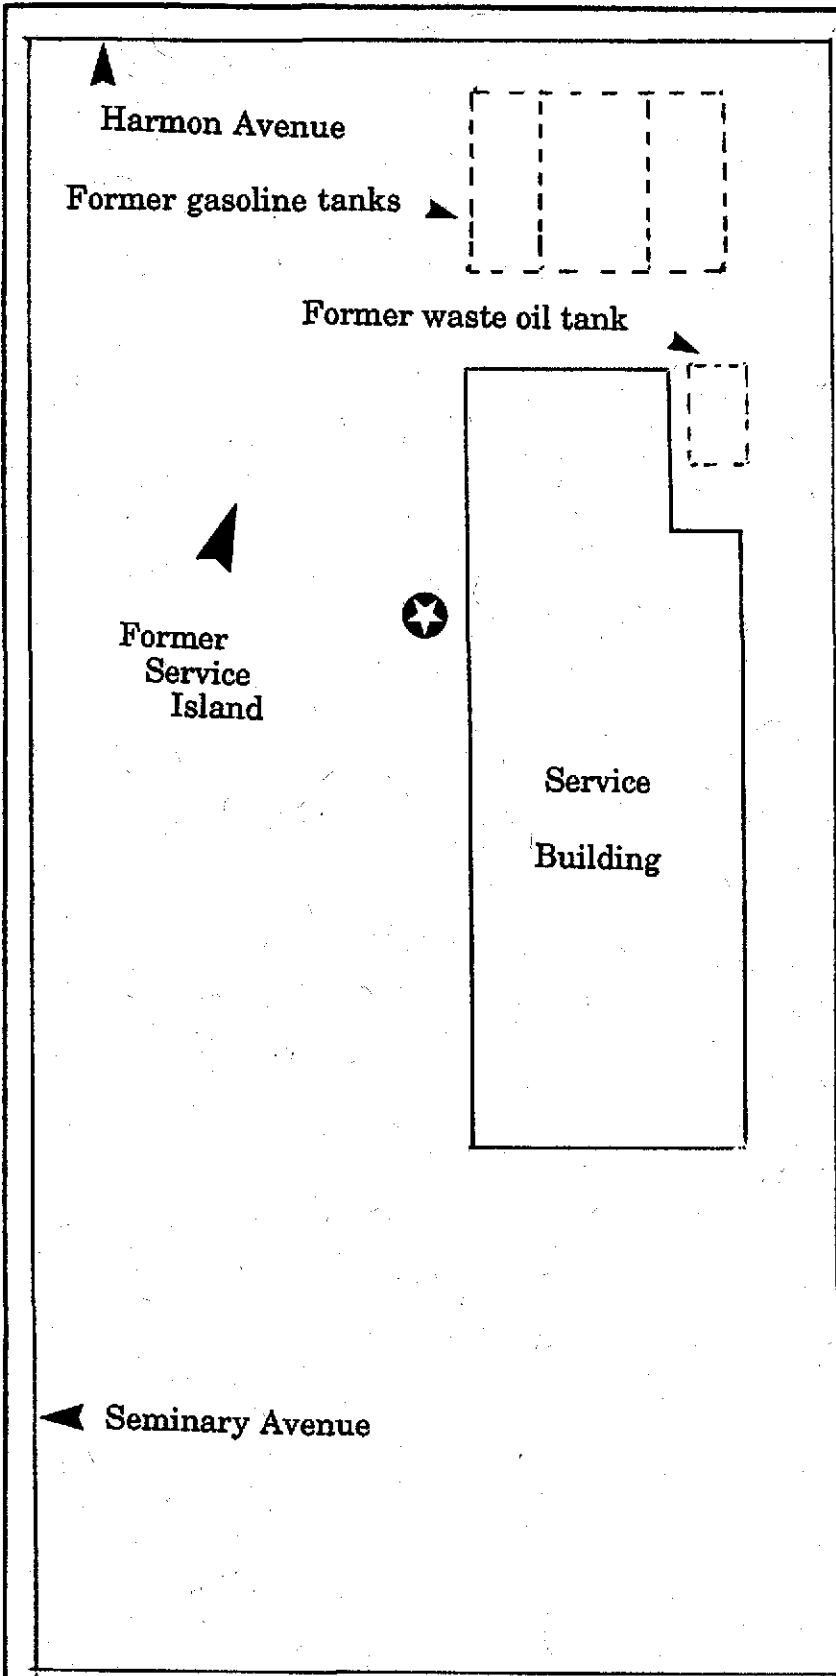 Harmon Avenue
Former gasoline tanks
Former waste oil tank
Former
Service
Island
Service
Building
Seminary Avenue